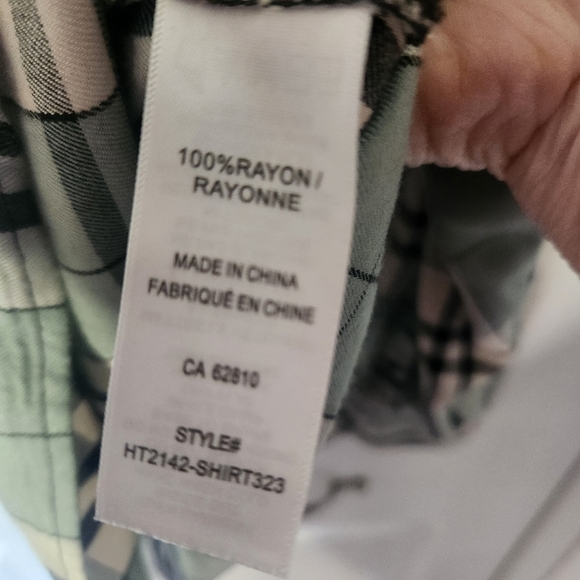 100%RAYON/
RAYONNE
MADE IN CHINA
FABRIQUÉ EN CHINE
CA 62810
STYLE#
HT2142-SHIRT323